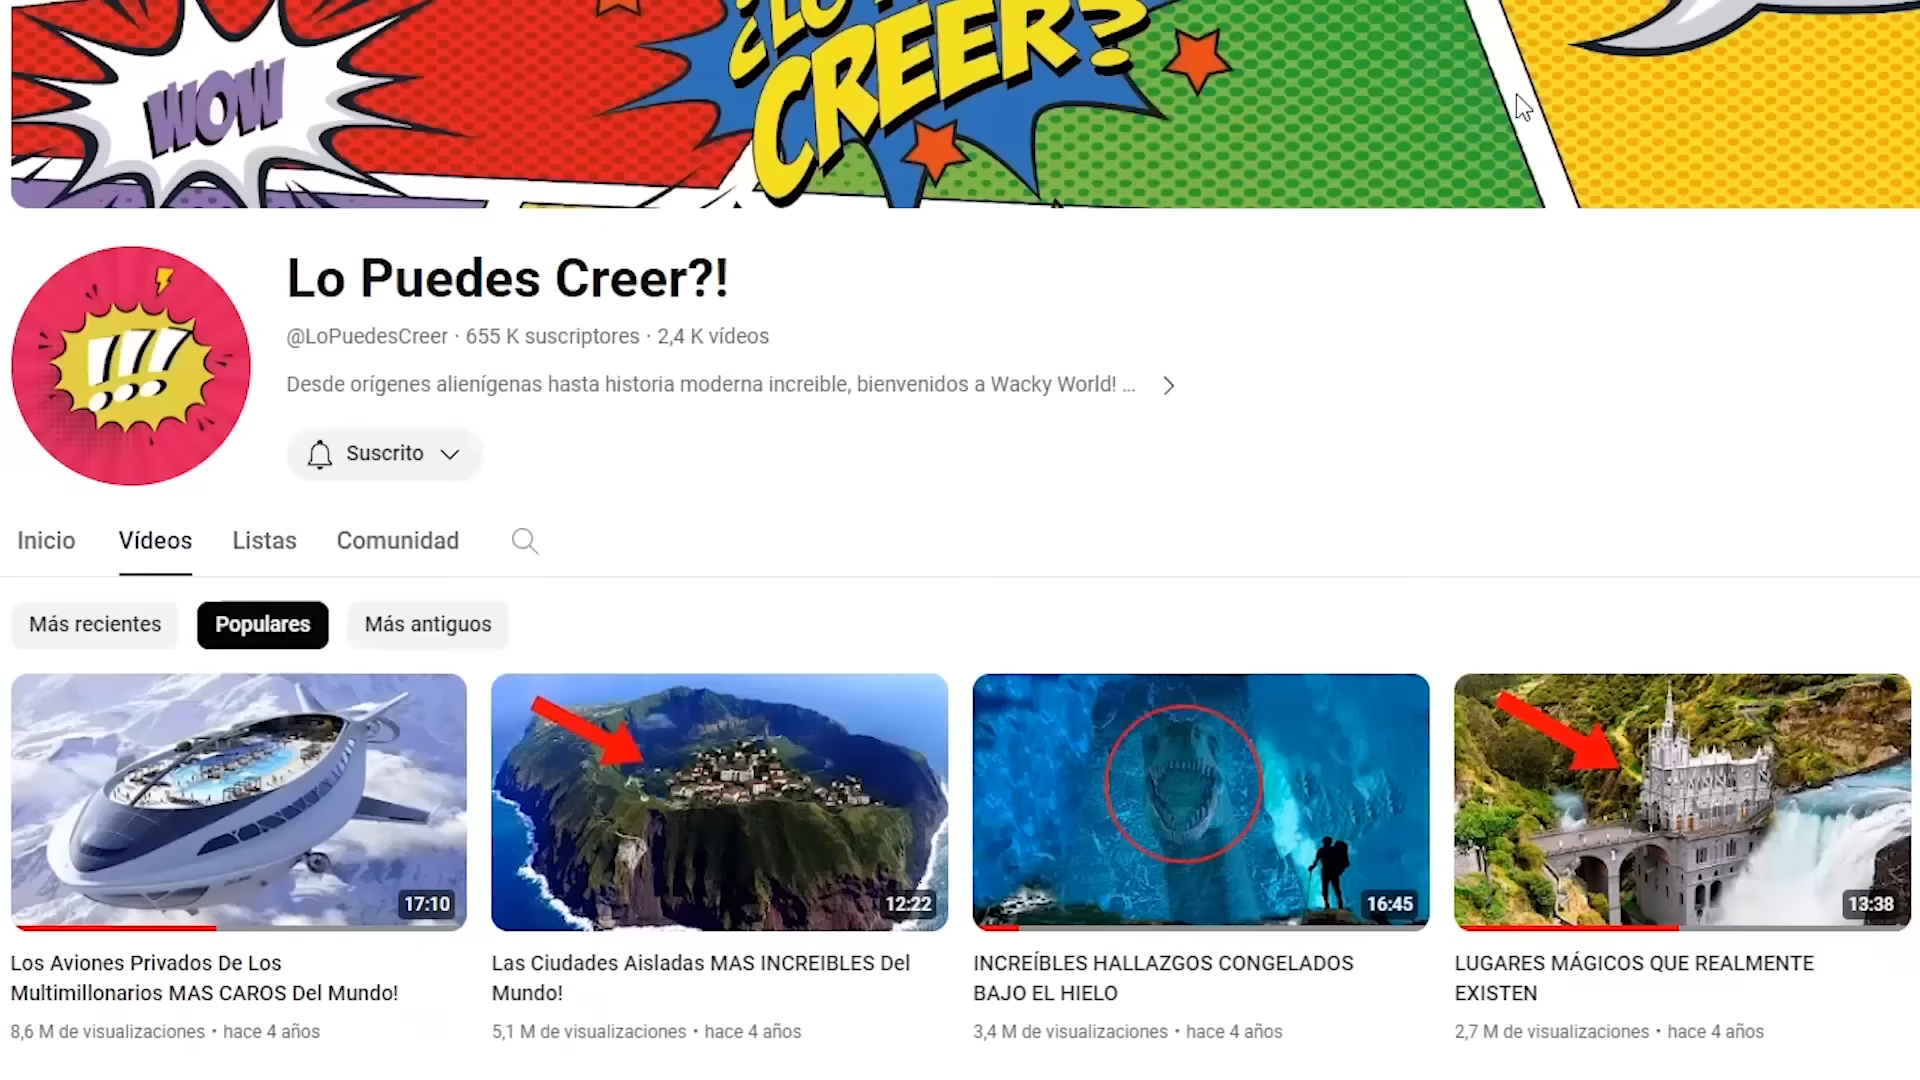 WOW
¿LO
CREER?
Lo Puedes Creer?!
@LoPuedesCreer · 655 K suscriptores · 2,4 K vídeos
Desde orígenes alienígenas hasta historia moderna increible, bienvenidos a Wacky World! ...
Suscrito
Inicio Vídeos Listas Comunidad
Más recientes Populares Más antiguos
17:10 12:22 16:45 13:38
Los Aviones Privados De Los
Multimillonarios MAS CAROS Del Mundo!
8,6 M de visualizaciones • hace 4 años
Las Ciudades Aisladas MAS INCREIBLES Del
Mundo!
5,1 M de visualizaciones • hace 4 años
INCREÍBLES HALLAZGOS CONGELADOS
BAJO EL HIELO
3,4 M de visualizaciones • hace 4 años
LUGARES MÁGICOS QUE REALMENTE
EXISTEN
2,7 M de visualizaciones • hace 4 años